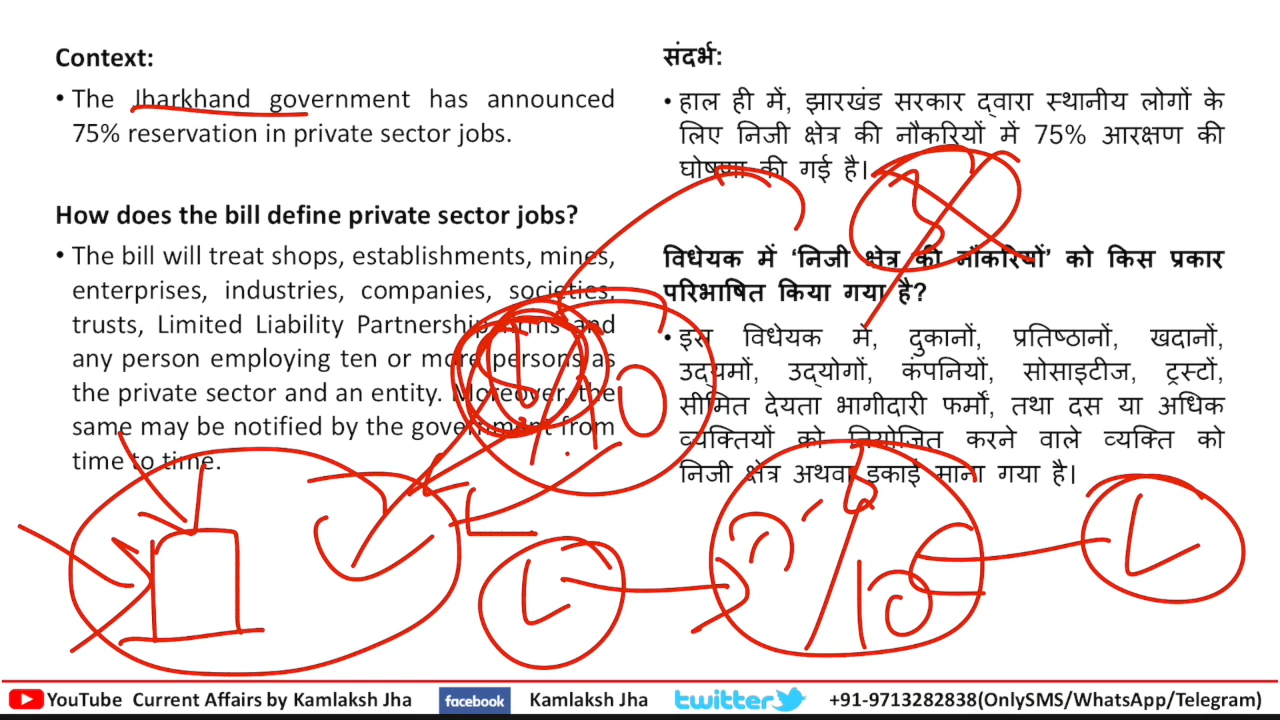 Context:
• The Jharkhand government has announced
75% reservation in private sector jobs.
How does the bill define private sector jobs?
• The bill will treat shops, establishments, mines,
enterprises, industries, companies, societies,
trusts, Limited Liability Partnership firms and
any person employing ten or more persons as
the private sector and an entity. Moreover, the
same may be notified by the government from
time to time.
संदर्भ:
• हाल ही में, झारखंड सरकार द्वारा स्थानीय लोगों के
लिए निजी क्षेत्र की नौकरियों में 75% आरक्षण की
घोषणा की गई है।
विधेयक में ‘निजी क्षेत्र की नौकरियों’ को किस प्रकार
परिभाषित किया गया है?
• इस विधेयक में, दुकानों, प्रतिष्ठानों, खदानों,
उद्यमों, उद्योगों, कंपनियों, सोसाइटीज, ट्रस्टों,
सीमित देयता भागीदारी फर्मों, तथा दस या अधिक
व्यक्तियों को नियोजित करने वाले व्यक्ति को
निजी क्षेत्र अथवा इकाई माना गया है।
10
L
L
10
L
YouTube Current Affairs by Kamlaksh Jha facebook Kamlaksh Jha twitter +91-9713282838(OnlySMS/WhatsApp/Telegram)